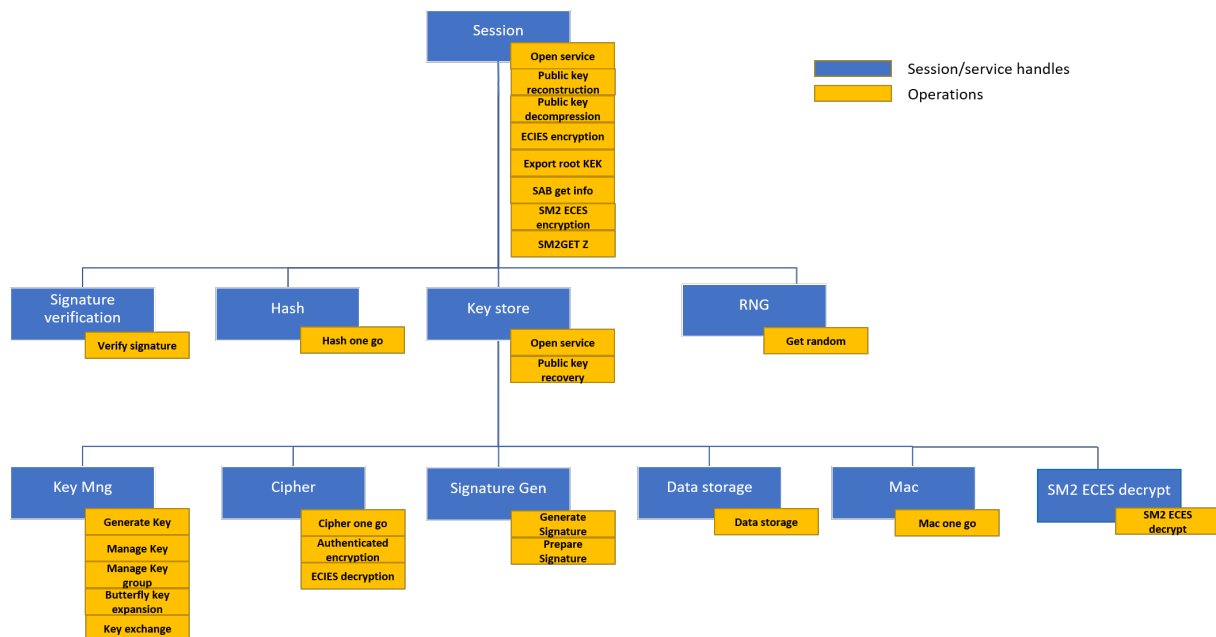 Session
Open service
Public key
reconstruction
Public key
decompression
ECIES encryption
Export root KEK
SAB get info
SM2 ECES
encryption
SM2GET Z
Session/service handles
Operations
Signature
verification
Verify signature
Hash
Hash one go
Key store
Open service
Public key
recovery
RNG
Get random
Key Mng
Generate Key
Manage Key
Manage Key
group
Butterfly key
expansion
Key exchange
Cipher
Cipher one go
Authenticated
encryption
ECIES decryption
Signature Gen
Generate
Signature
Prepare
Signature
Data storage
Data storage
Mac
Mac one go
SM2 ECES decrypt
SM2 ECES
decrypt